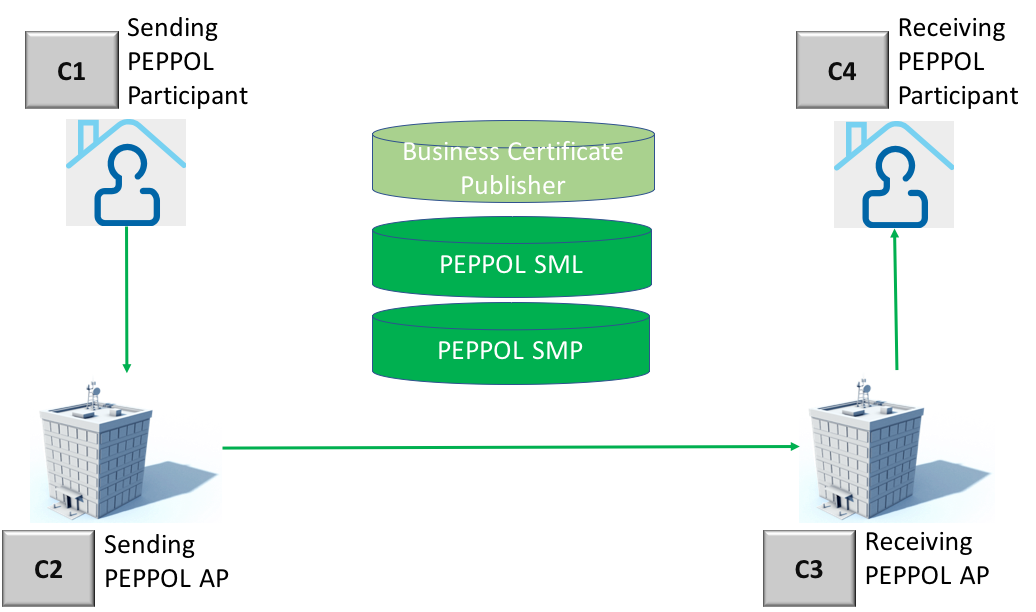 C1
Sending
PEPPOL
Participant
C4
Receiving
PEPPOL
Participant
Business Certificate
Publisher
PEPPOL SML
PEPPOL SMP
C2
Sending
PEPPOL AP
C3
Receiving
PEPPOL AP